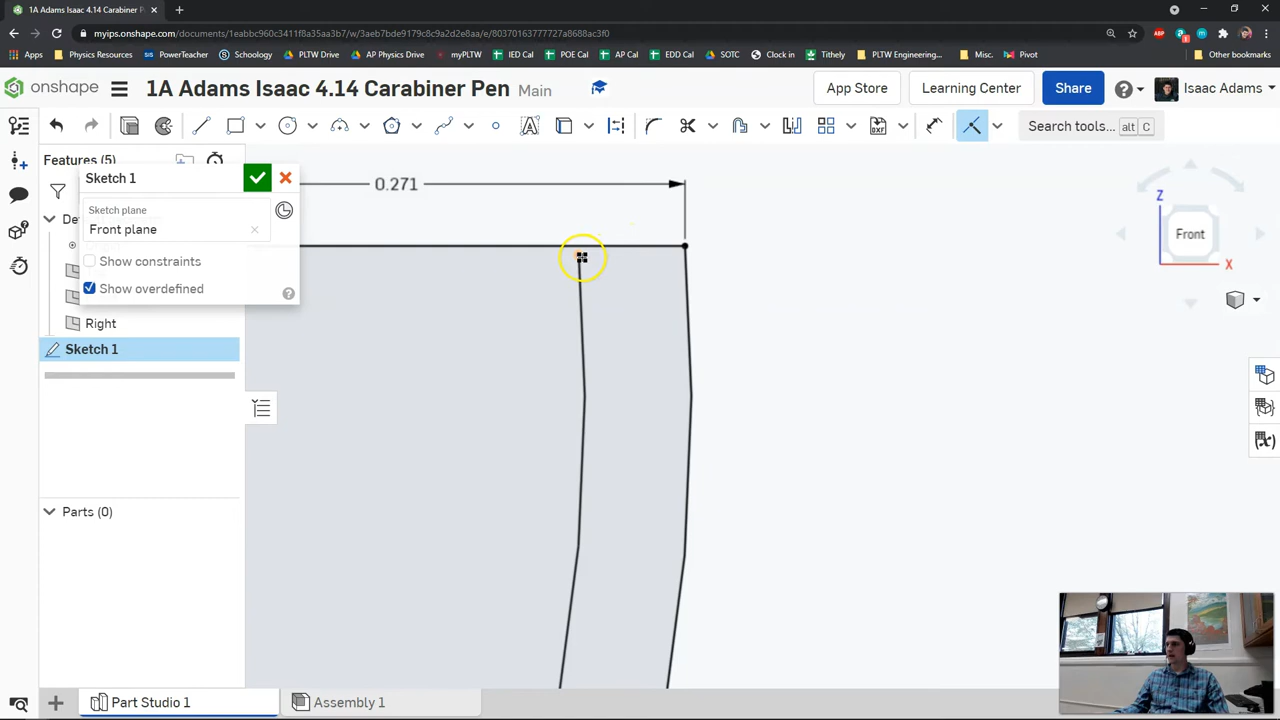 1A Adams Isaac 4.14 Carabiner Pen
myips.onshape.com/documents/1eabbc960c3411f8a35aa3b7/w/3aeb7bde9179c8c9a2d2e8aa/e/80370163777727d8687ac3f0
Apps Physics Resources PowerTeacher Schoology PLTW Drive AP Physics Drive myPLTW IED Cal POE Cal AP Cal EDD Cal SOTC Clock in Tithely PLTW Engineering... Misc. Pivot Other bookmarks
onshape 1A Adams Isaac 4.14 Carabiner Pen Main App Store Learning Center Share Isaac Adams
Search tools... alt C
Features (5)
Sketch 1
Sketch plane
Front plane
Show constraints
Show overdefined
Right
Sketch 1
Parts (0)
0.271
Z
Front
X
Part Studio 1 Assembly 1